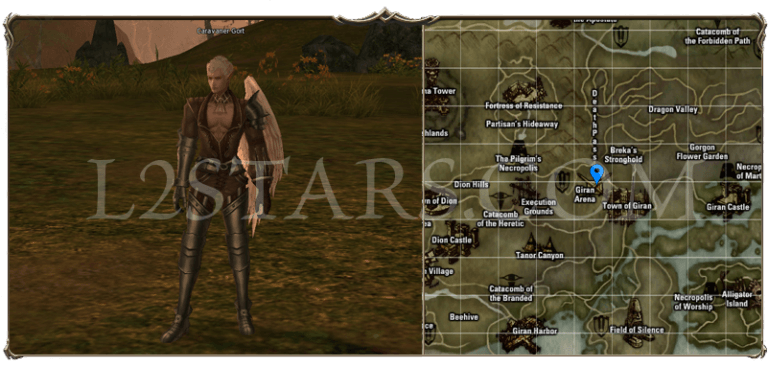 Caravaner Gort
L2STARS.COM
the Apostate
Catacomb of
the Forbidden Path
Tower
Fortress of Resistance
Death Pass
Dragon Valley
Partisan's Hideaway
The Pilgrim's
Necropolis
Breka's
Stronghold
Gorgon
Flower Garden
Dion Hills
Giran
Arena
Town of Giran
Giran Castle
Execution
Grounds
Catacomb
of the Heretic
Dion Castle
Tanor Canyon
Village
Catacomb of
the Branded
Necropolis
of Worship
Alligator
Island
Beehive
Giran Harbor
Field of Silence